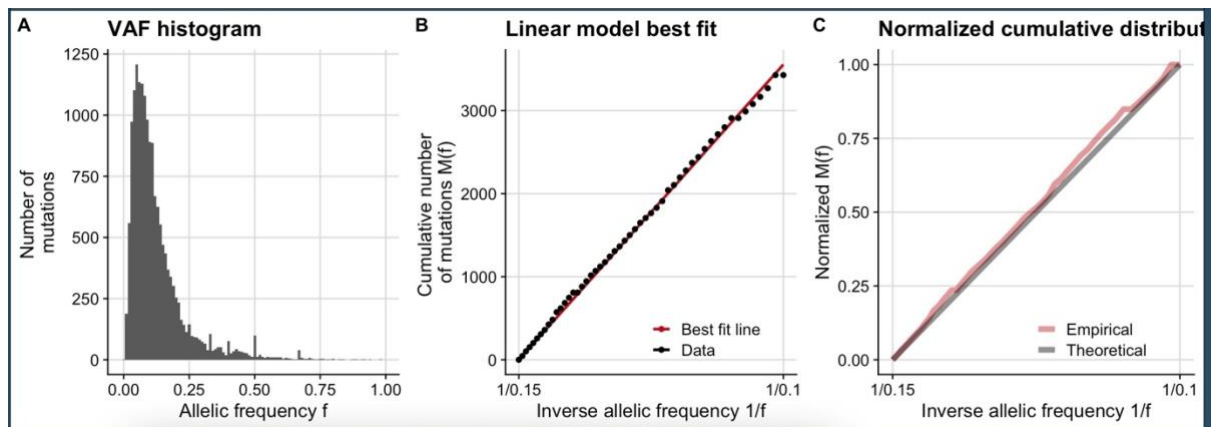 A
VAF histogram
Number of
mutations
1250
1000
750
500
250
0
0.00
0.25
0.50
0.75
1.00
Allelic frequency f
B
Linear model best fit
Cumulative number
of mutations M(f)
3000
2000
1000
0
Best fit line
Data
1/0.15
1/0.1
Inverse allelic frequency 1/f
C
Normalized cumulative distribut
Normalized M(f)
1.00
0.75
0.50
0.25
0.00
Empirical
Theoretical
1/0.15
1/0.1
Inverse allelic frequency 1/f